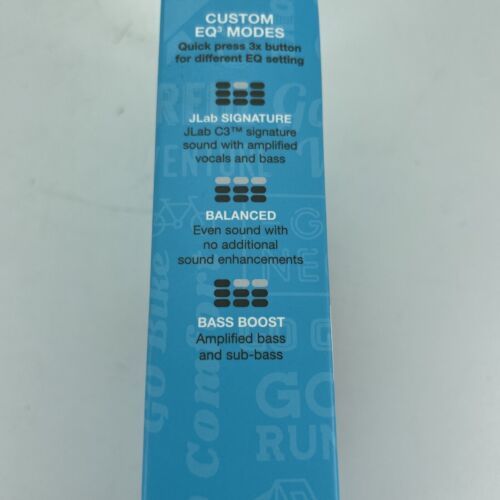 CUSTOM
EQ³ MODES
Quick press 3x button
for different EQ setting
JLab SIGNATURE
JLab C3™ signature
sound with amplified
vocals and bass
BALANCED
Even sound with
no additional
sound enhancements
BASS BOOST
Amplified bass
and sub-bass
GO BIKE
Comfort
GO
RUN